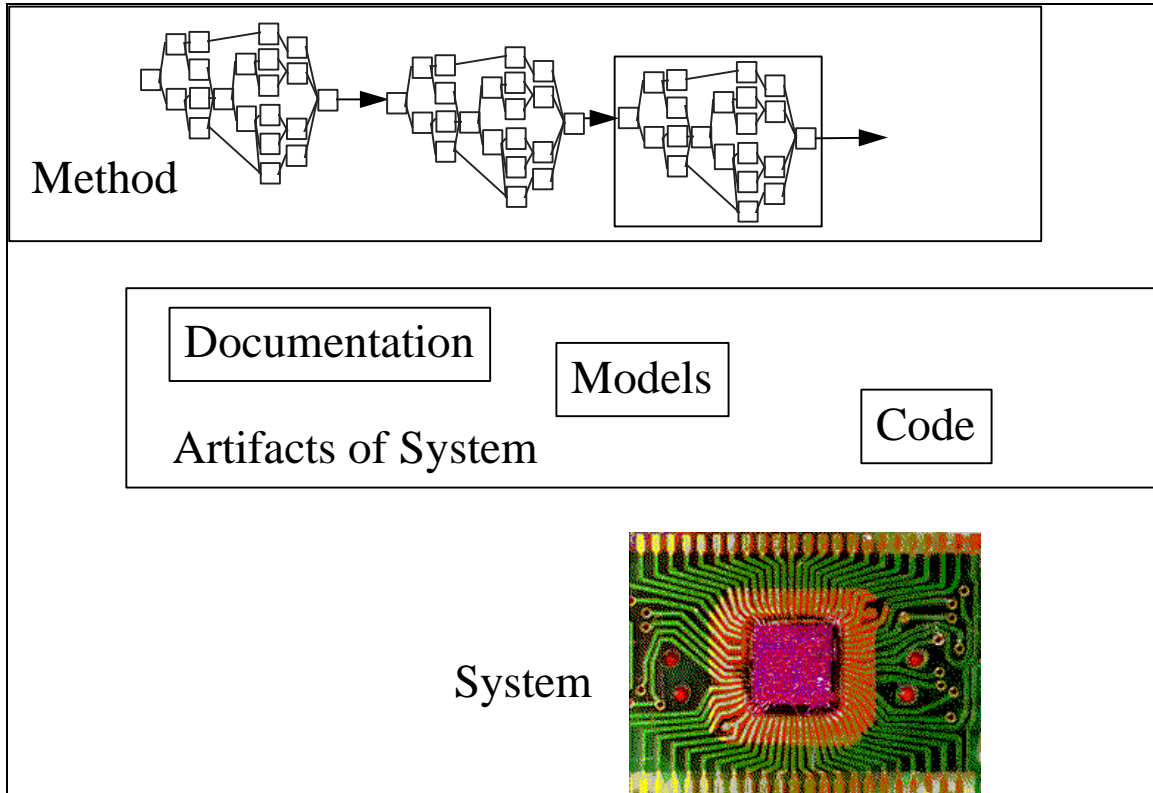 Method
Documentation
Models
Code
Artifacts of System
System